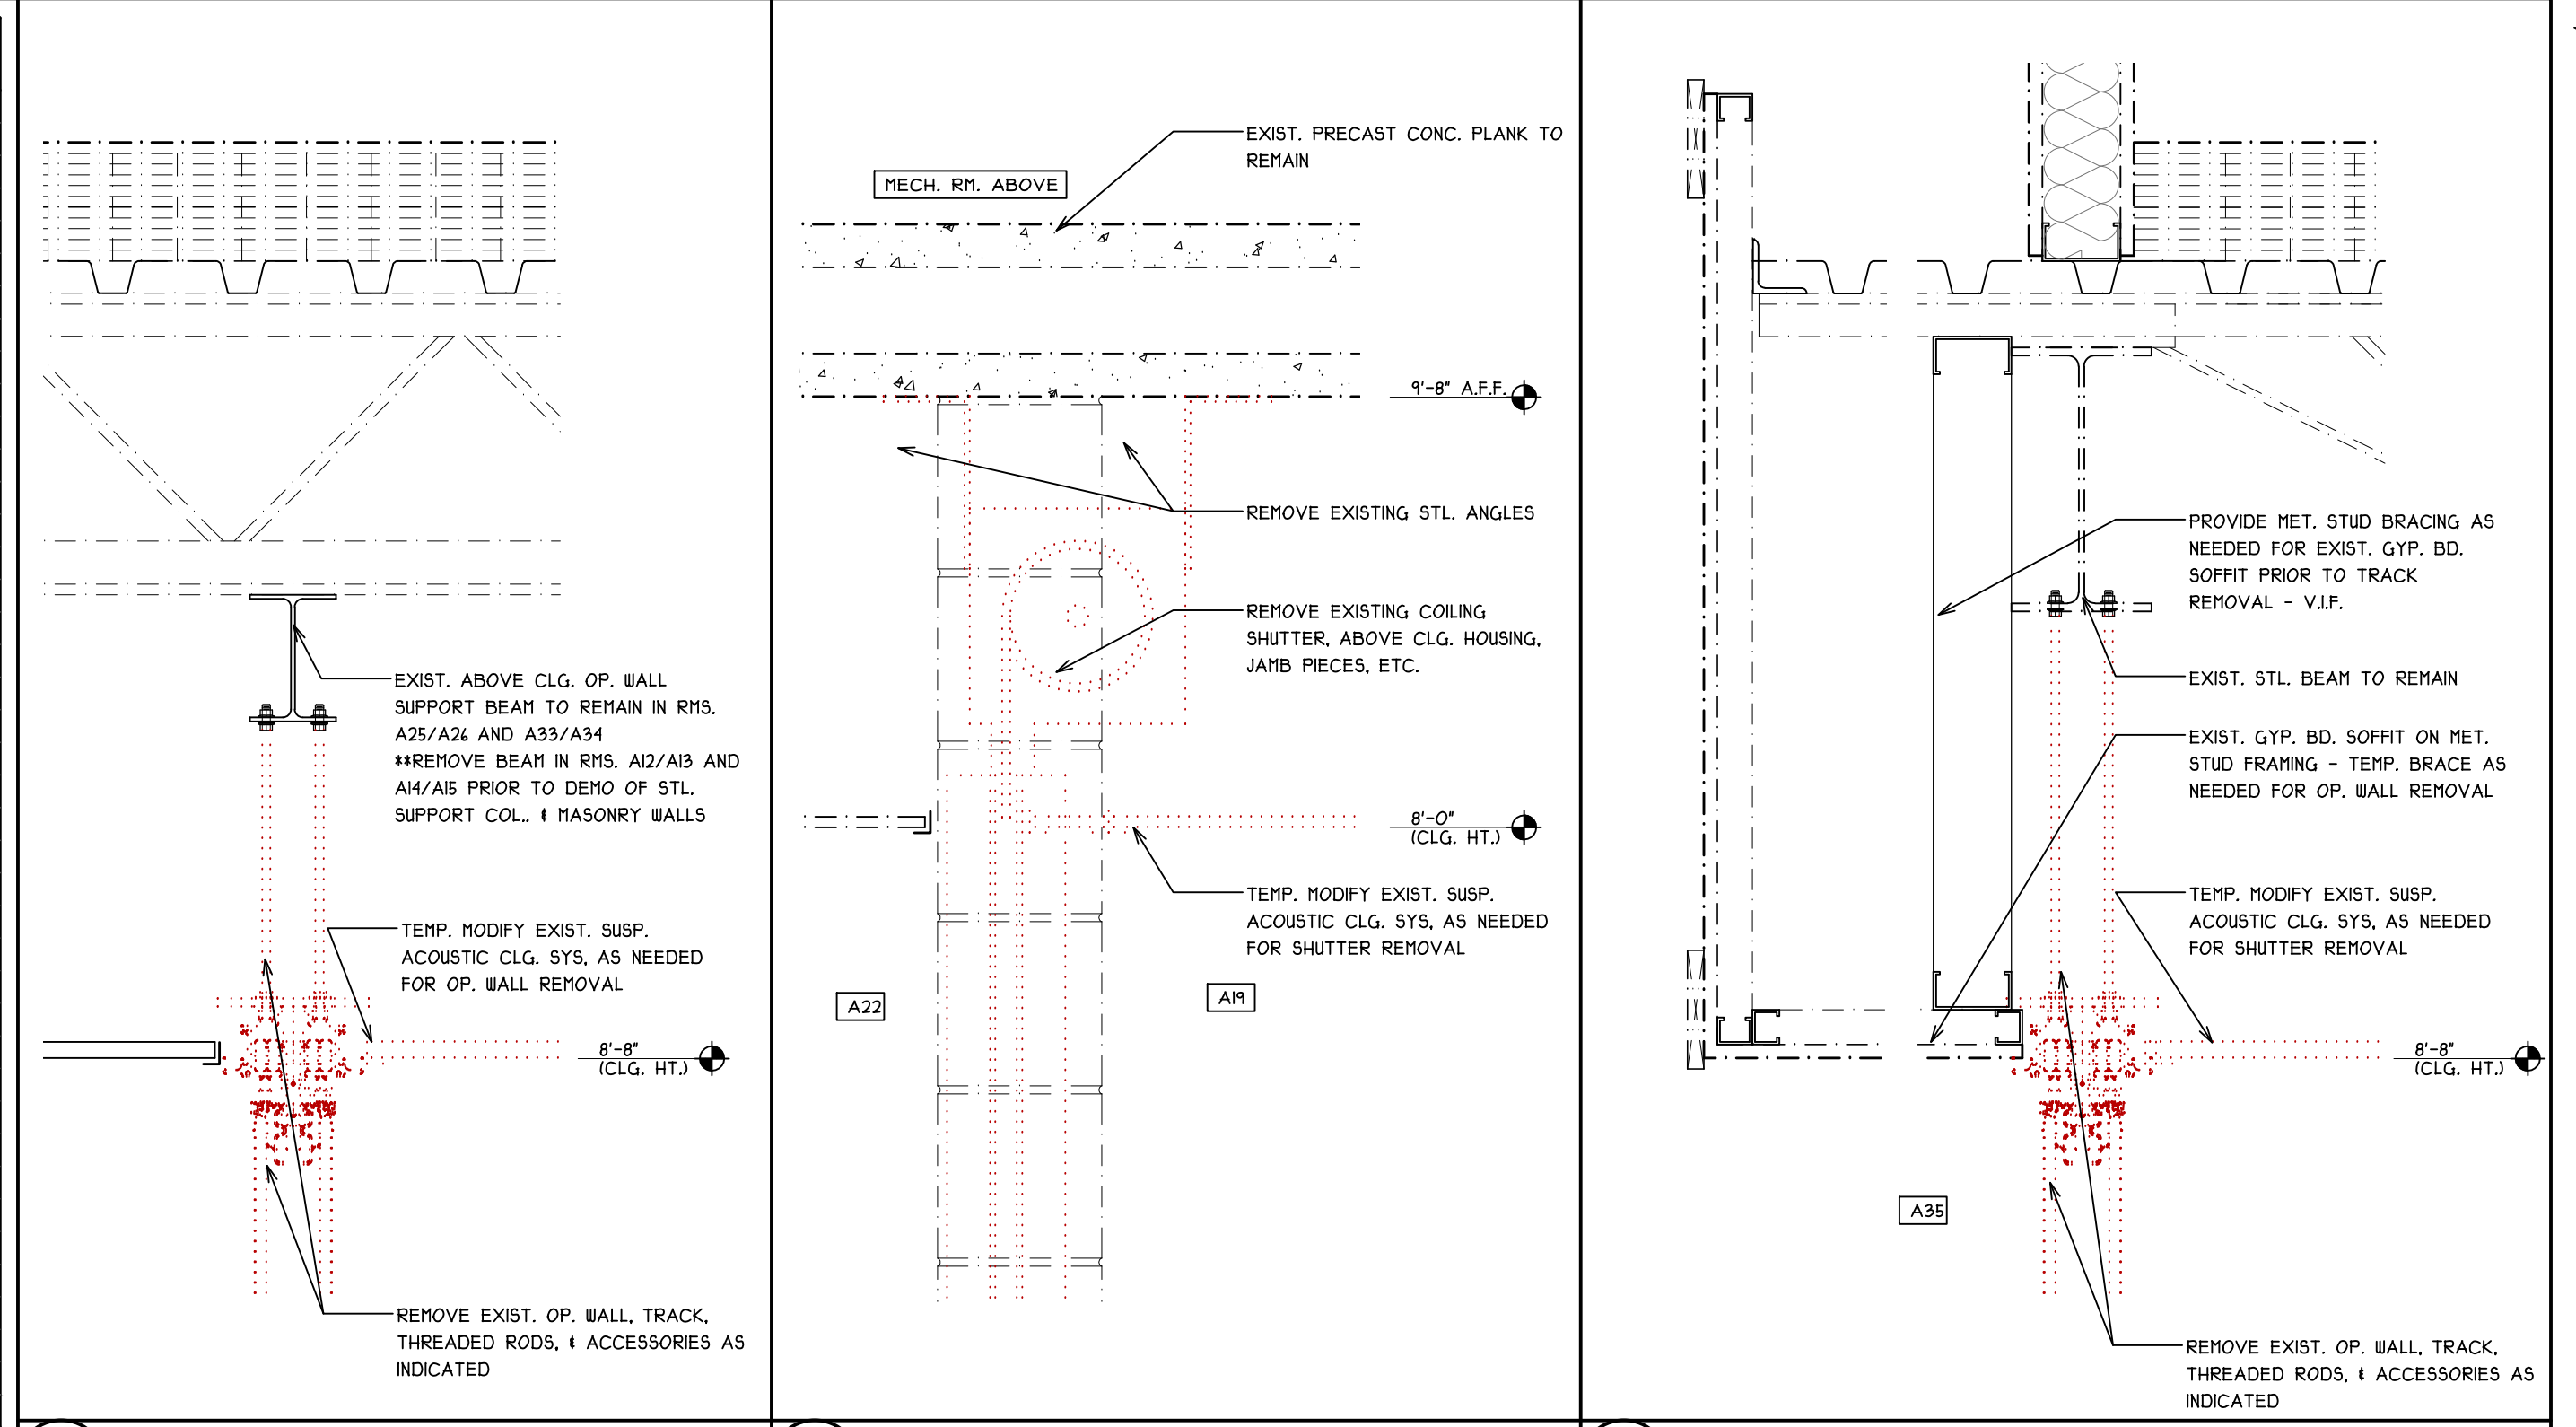 EXIST. ABOVE CLG. OP. WALL
SUPPORT BEAM TO REMAIN IN RMS.
A25/A26 AND A33/A34
**REMOVE BEAM IN RMS. A12/A13 AND
A14/A15 PRIOR TO DEMO OF STL.
SUPPORT COL.. & MASONRY WALLS
TEMP. MODIFY EXIST. SUSP.
ACOUSTIC CLG. SYS, AS NEEDED
FOR OP. WALL REMOVAL
8'-8"
(CLG. HT.)
REMOVE EXIST. OP. WALL, TRACK,
THREADED RODS, & ACCESSORIES AS
INDICATED
EXIST. PRECAST CONC. PLANK TO
REMAIN
MECH. RM. ABOVE
9'-8" A.F.F.
REMOVE EXISTING STL. ANGLES
REMOVE EXISTING COILING
SHUTTER, ABOVE CLG. HOUSING,
JAMB PIECES, ETC.
8'-0"
(CLG. HT.)
TEMP. MODIFY EXIST. SUSP.
ACOUSTIC CLG. SYS, AS NEEDED
FOR SHUTTER REMOVAL
A22
A19
PROVIDE MET. STUD BRACING AS
NEEDED FOR EXIST. GYP. BD.
SOFFIT PRIOR TO TRACK
REMOVAL - V.I.F.
EXIST. STL. BEAM TO REMAIN
EXIST. GYP. BD. SOFFIT ON MET.
STUD FRAMING - TEMP. BRACE AS
NEEDED FOR OP. WALL REMOVAL
TEMP. MODIFY EXIST. SUSP.
ACOUSTIC CLG. SYS, AS NEEDED
FOR SHUTTER REMOVAL
8'-8"
(CLG. HT.)
A35
REMOVE EXIST. OP. WALL, TRACK,
THREADED RODS, & ACCESSORIES AS
INDICATED